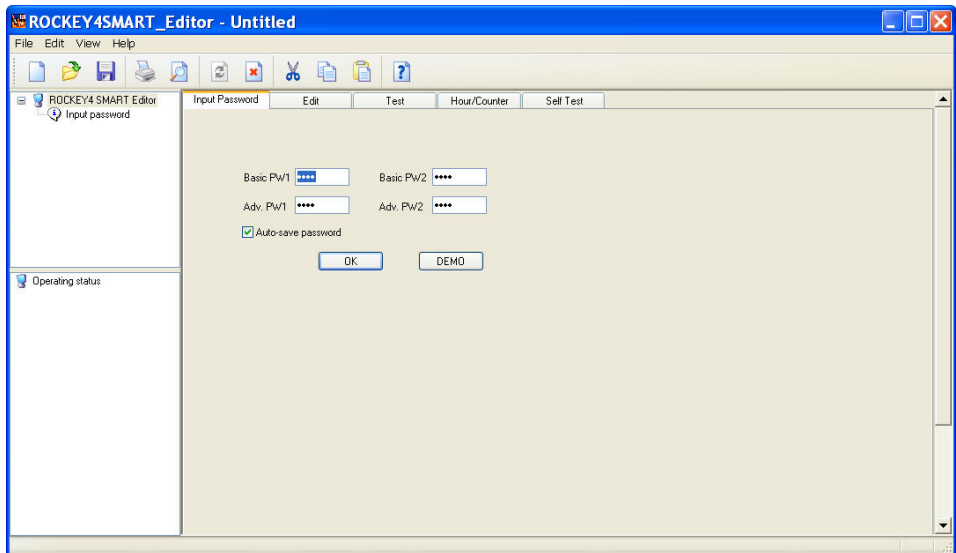 ROCKEY4SMART_Editor - Untitled
File Edit View Help
ROCKEY4 SMART Editor
Input password
Operating status
Input Password Edit Test Hour/Counter Self Test
Basic PW1 •••• Basic PW2 ••••
Adv. PW1 •••• Adv. PW2 ••••
Auto-save password
OK DEMO